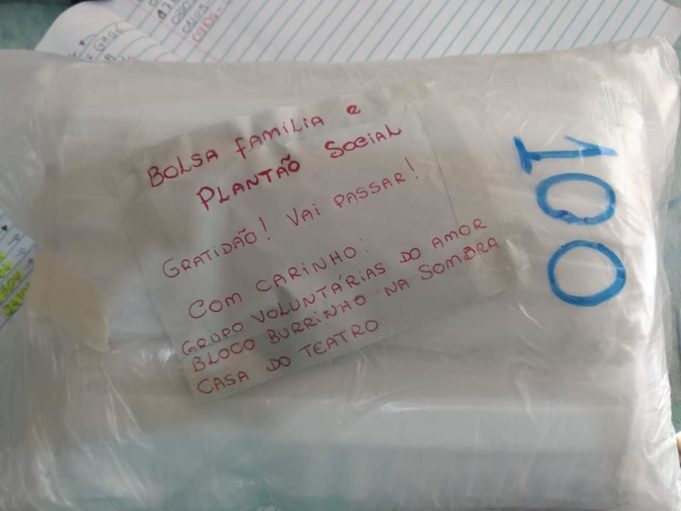 BOLSA FAMÍLIA e
PLANTÃO SOCIAL
GRATIDÃO! VAI PASSAR!
COM CARINHO:
GRUPO VOLUNTÁRIAS DO AMOR
BLOCO BURRINHO NA SOMBRA
CASA DO TEATRO
100